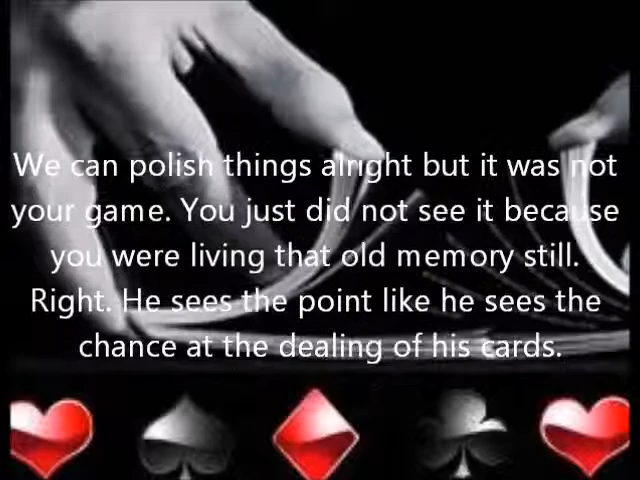 We can polish things alright but it was not
your game. You just did not see it because
you were living that old memory still.
Right. He sees the point like he sees the
chance at the dealing of his cards.